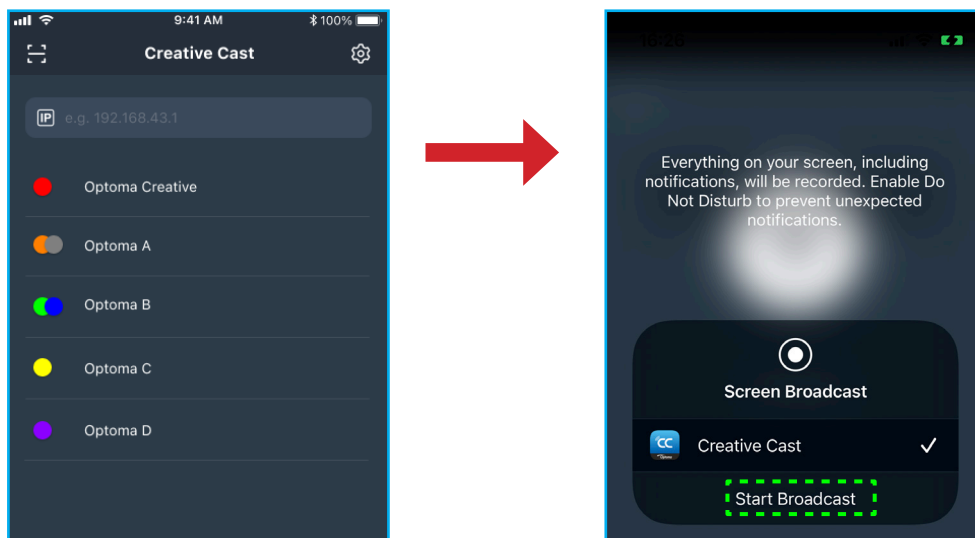 9:41 AM
100%
Creative Cast
IP
e.g. 192.168.43.1
Optoma Creative
Optoma A
Optoma B
Optoma C
Optoma D
16:28
Everything on your screen, including
notifications, will be recorded. Enable Do
Not Disturb to prevent unexpected
notifications.
Screen Broadcast
CC
Creative Cast
Start Broadcast